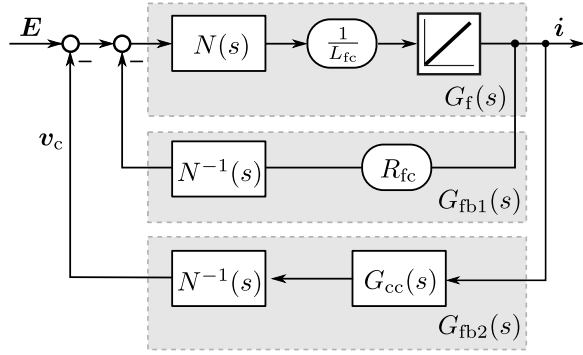 E
−
−
N(s)
1
L_fc
i
G_f(s)
v_c
N⁻¹(s)
R_fc
G_fb1(s)
N⁻¹(s)
G_cc(s)
G_fb2(s)